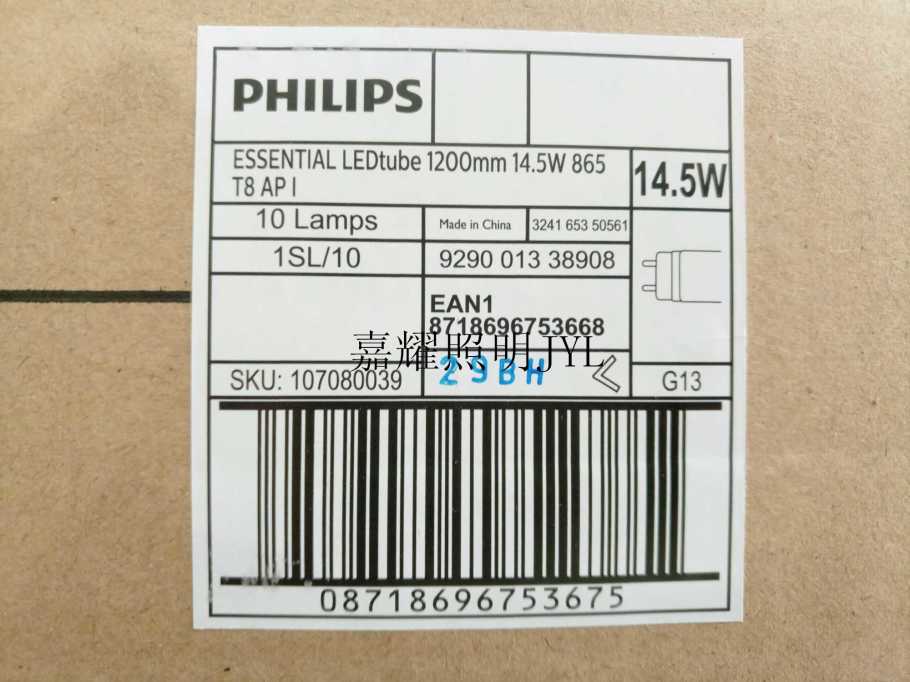 PHILIPS
ESSENTIAL LEDtube 1200mm 14.5W 865
T8 AP I
14.5W
10 Lamps
Made in China
3241 653 50561
1SL/10
9290 013 38908
EAN1
8718696753668
嘉耀照明JYL
SKU: 107080039
29BH
G13
08718696753675